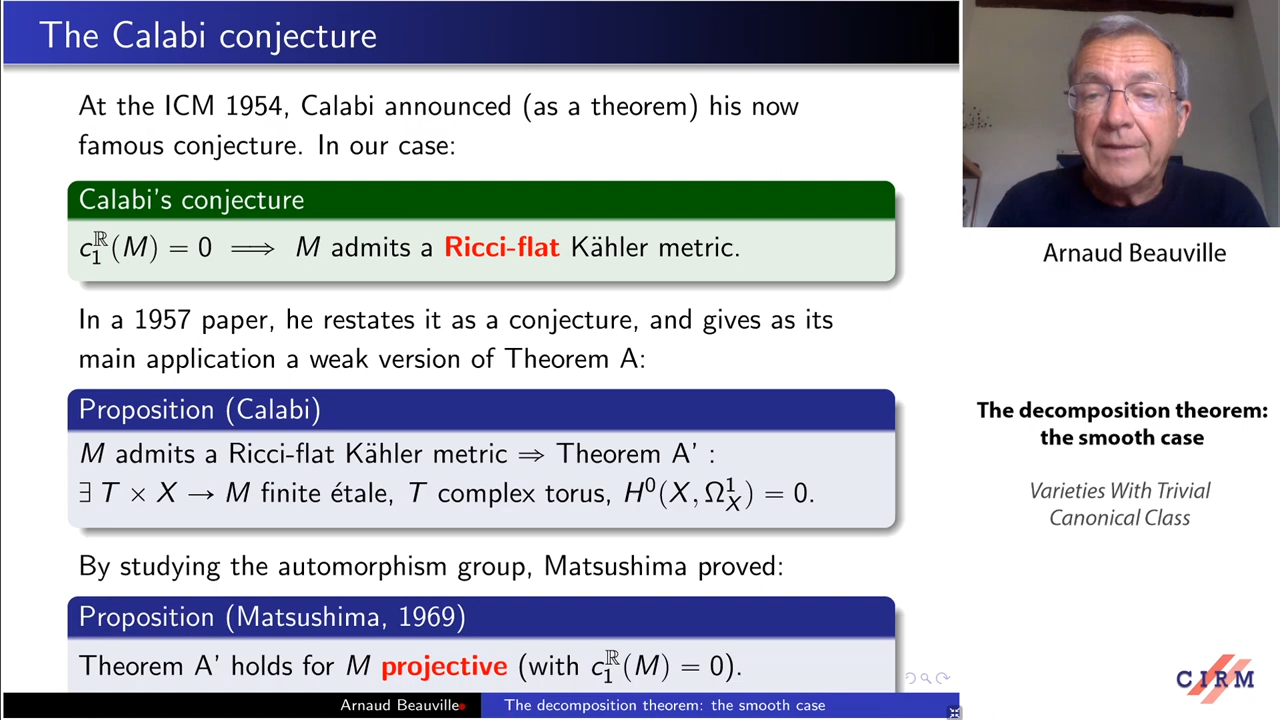 The Calabi conjecture
At the ICM 1954, Calabi announced (as a theorem) his now
famous conjecture. In our case:
Calabi's conjecture
c₁^ℝ(M) = 0 ⟹ M admits a Ricci-flat Kähler metric.
In a 1957 paper, he restates it as a conjecture, and gives as its
main application a weak version of Theorem A:
Proposition (Calabi)
M admits a Ricci-flat Kähler metric ⇒ Theorem A' :
∃ T × X → M finite étale, T complex torus, H⁰(X, Ω¹_X) = 0.
By studying the automorphism group, Matsushima proved:
Proposition (Matsushima, 1969)
Theorem A' holds for M projective (with c₁^ℝ(M) = 0).
Arnaud Beauville
The decomposition theorem: the smooth case
Arnaud Beauville
The decomposition theorem:
the smooth case
Varieties With Trivial
Canonical Class
CIRM